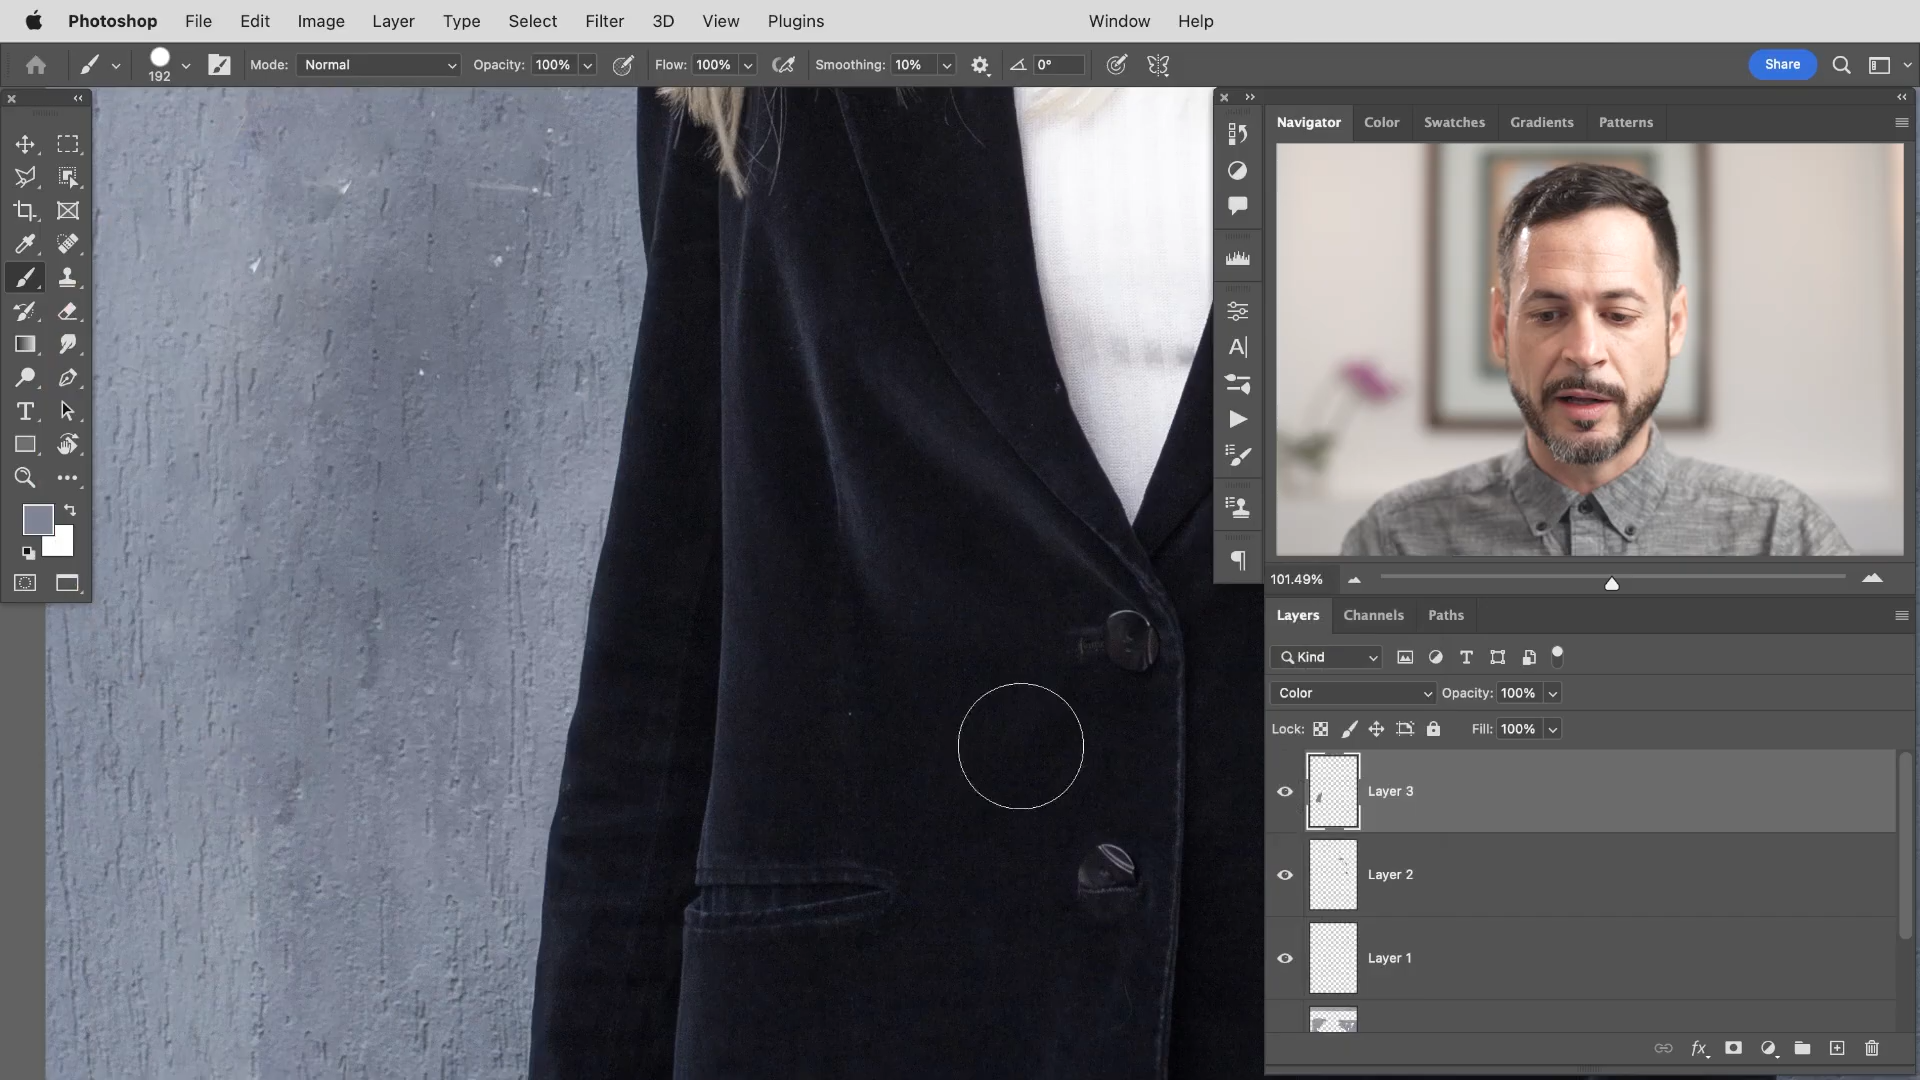 Photoshop File Edit Image Layer Type Select Filter 3D View Plugins Window Help
192 Mode: Normal Opacity: 100% Flow: 100% Smoothing: 10% 0° Share
Navigator Color Swatches Gradients Patterns
101.49%
Layers Channels Paths
Kind
Color Opacity: 100%
Lock: Fill: 100%
Layer 3
Layer 2
Layer 1
fx